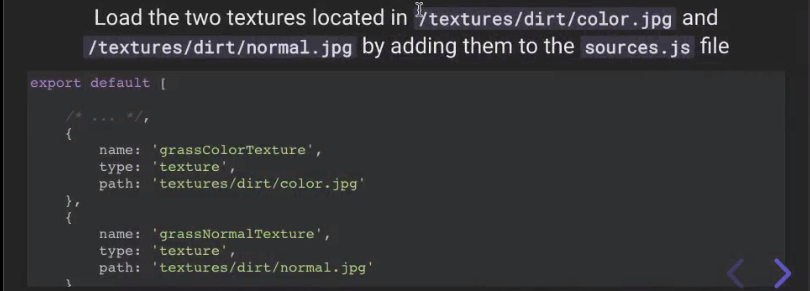 Load the two textures located in /textures/dirt/color.jpg and
/textures/dirt/normal.jpg by adding them to the sources.js file
export default [
/* ... */,
{
name: 'grassColorTexture',
type: 'texture',
path: 'textures/dirt/color.jpg'
},
{
name: 'grassNormalTexture',
type: 'texture',
path: 'textures/dirt/normal.jpg'
}